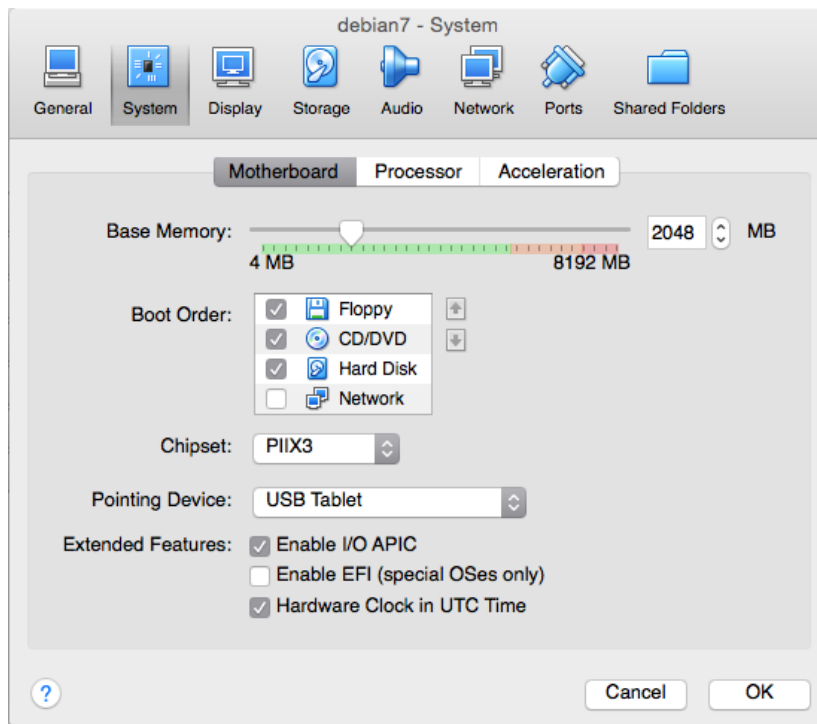 debian7 - System
General System Display Storage Audio Network Ports Shared Folders
Motherboard Processor Acceleration
Base Memory: 2048 MB
4 MB 8192 MB
Boot Order: Floppy
CD/DVD
Hard Disk
Network
Chipset: PIIX3
Pointing Device: USB Tablet
Extended Features: Enable I/O APIC
Enable EFI (special OSes only)
Hardware Clock in UTC Time
? Cancel OK